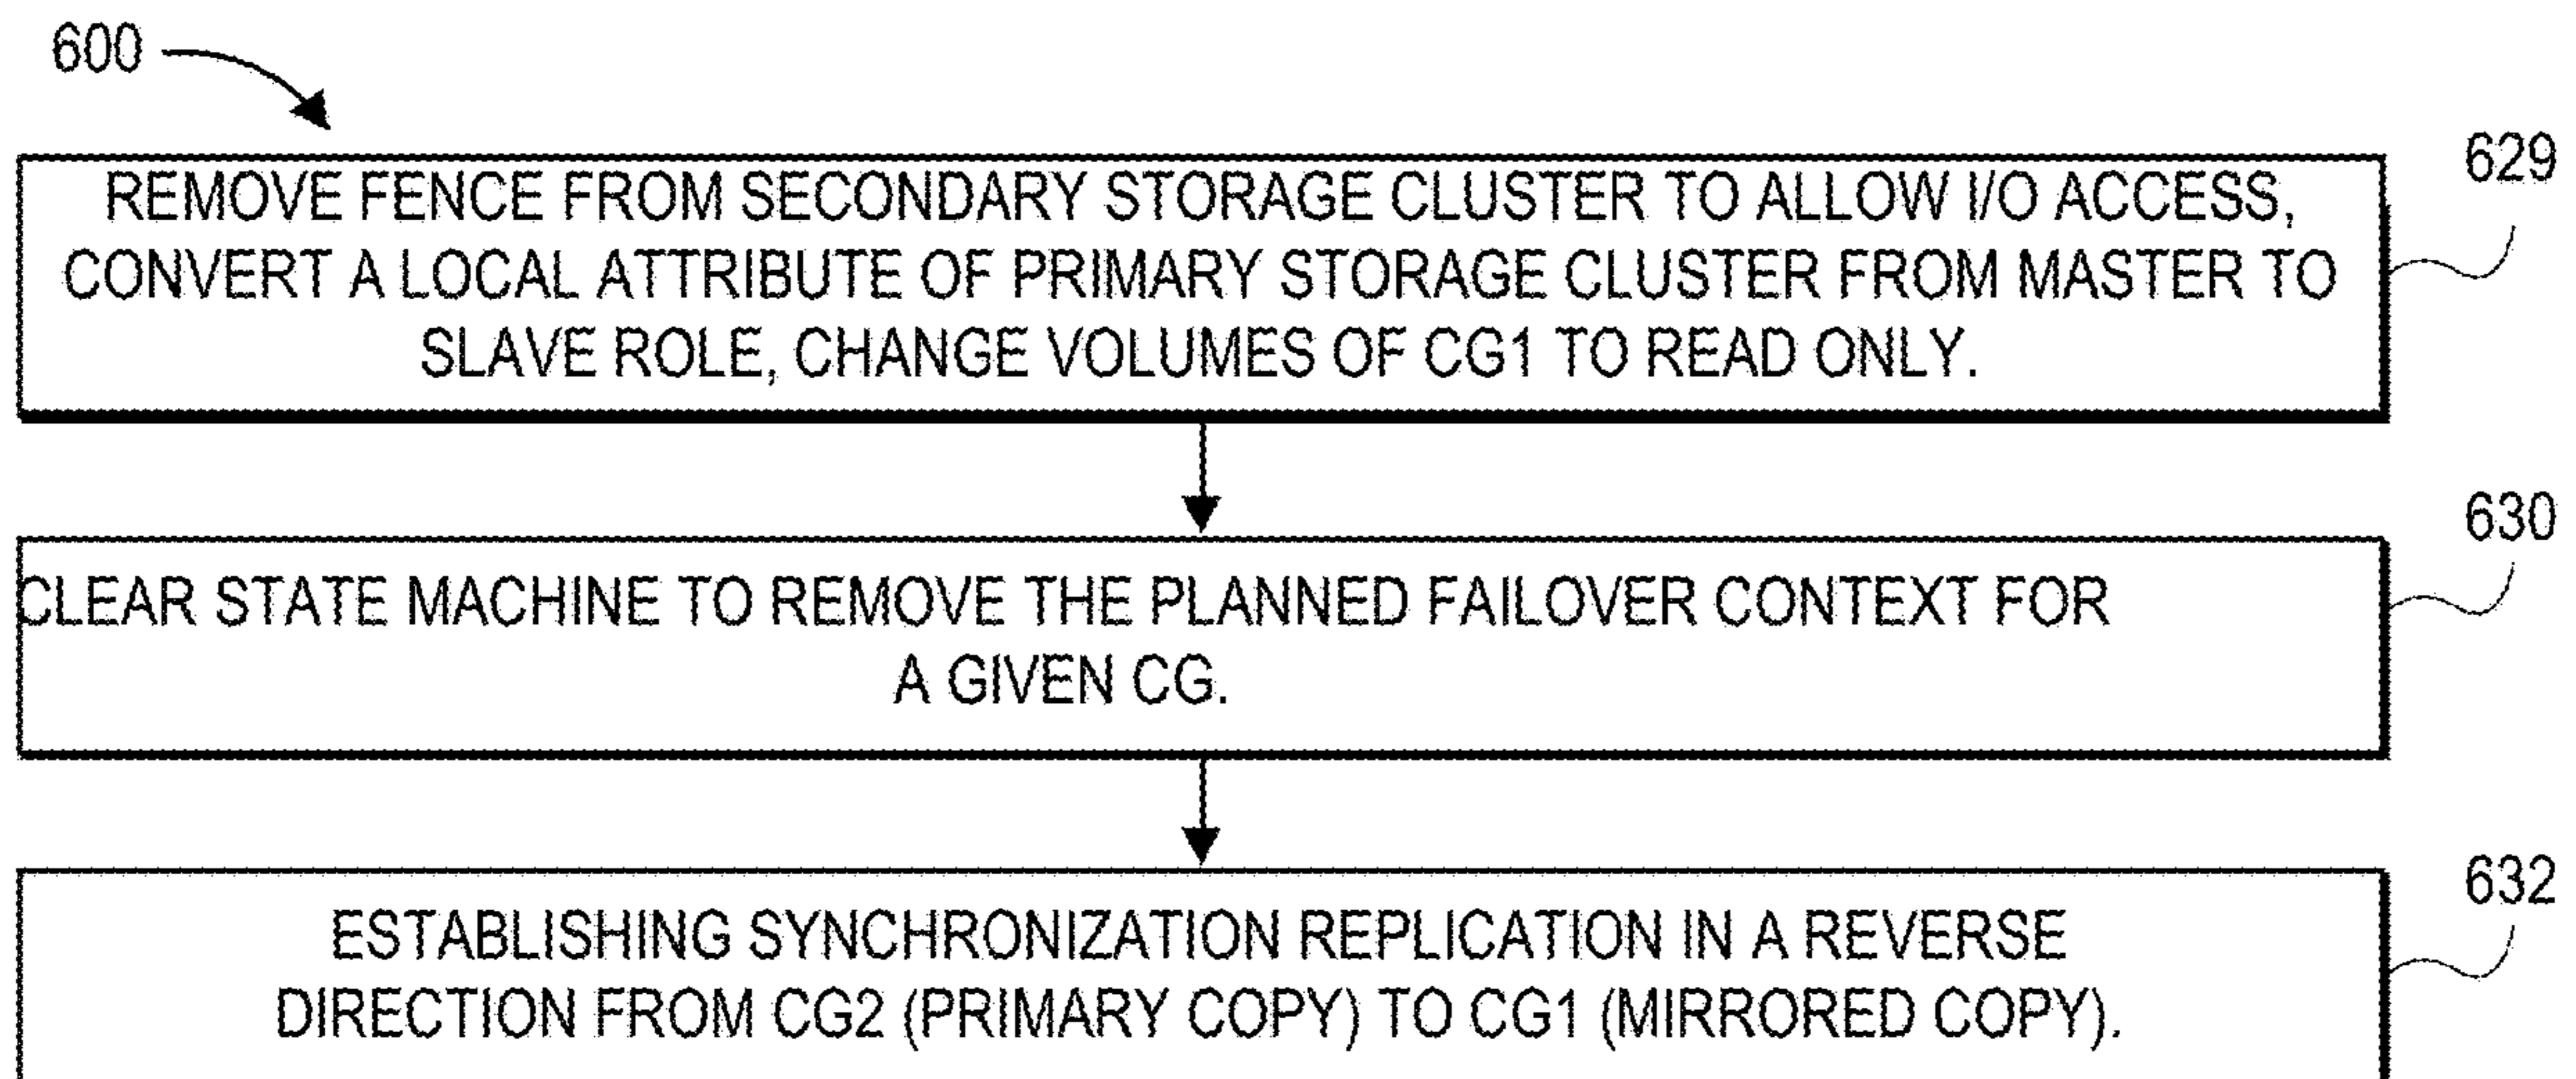 600
629
REMOVE FENCE FROM SECONDARY STORAGE CLUSTER TO ALLOW I/O ACCESS,
CONVERT A LOCAL ATTRIBUTE OF PRIMARY STORAGE CLUSTER FROM MASTER TO
SLAVE ROLE, CHANGE VOLUMES OF CG1 TO READ ONLY.
630
CLEAR STATE MACHINE TO REMOVE THE PLANNED FAILOVER CONTEXT FOR
A GIVEN CG.
632
ESTABLISHING SYNCHRONIZATION REPLICATION IN A REVERSE
DIRECTION FROM CG2 (PRIMARY COPY) TO CG1 (MIRRORED COPY).